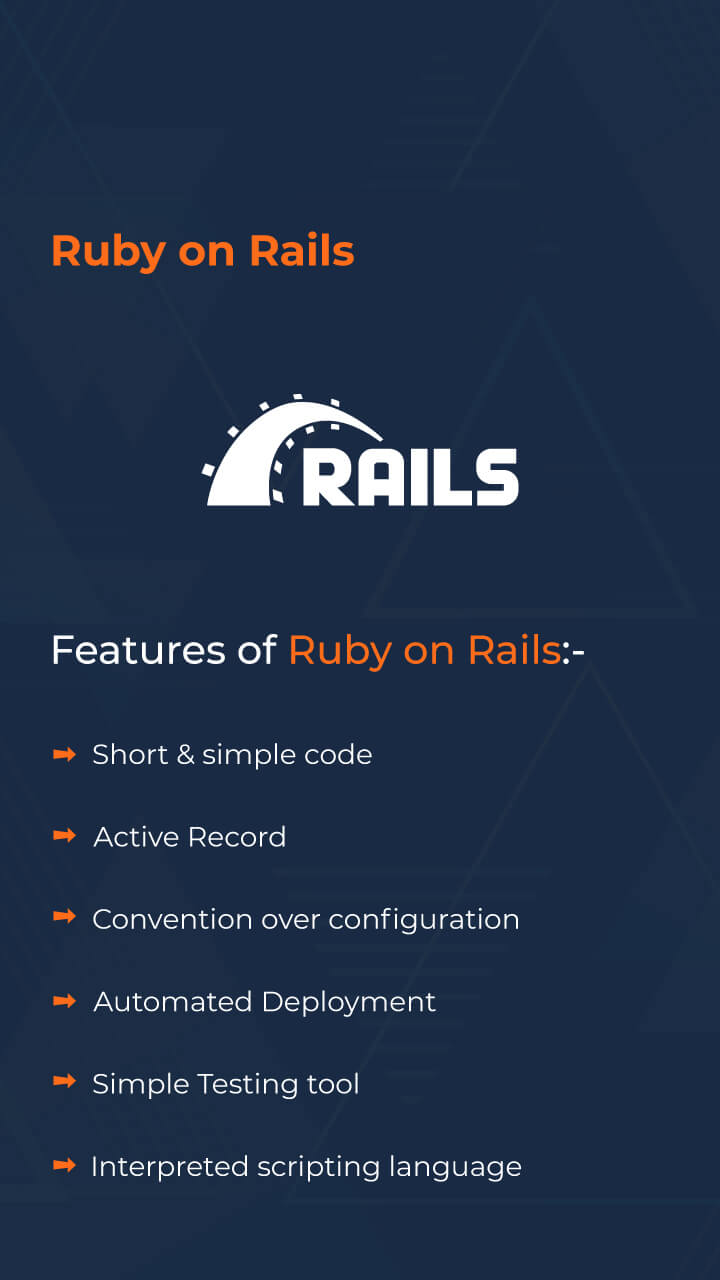 Ruby on Rails
RAILS
Features of Ruby on Rails:-
Short & simple code
Active Record
Convention over configuration
Automated Deployment
Simple Testing tool
Interpreted scripting language